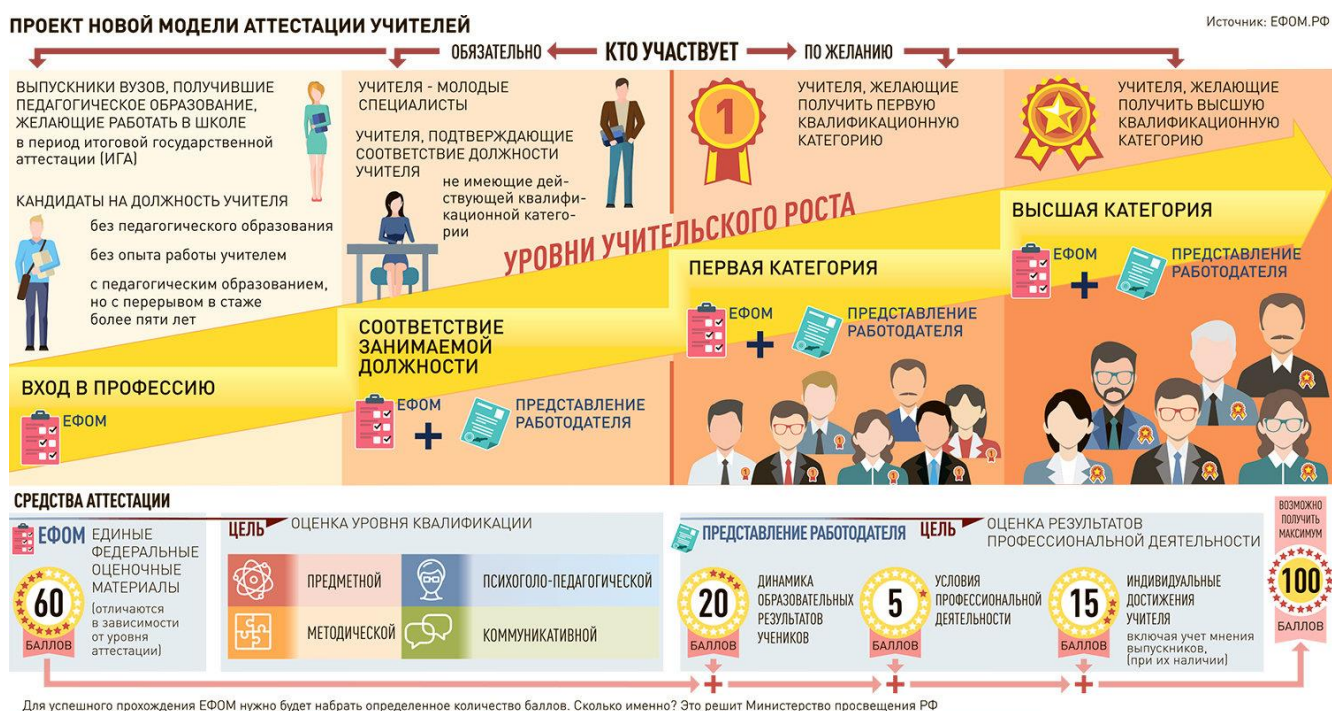 ПРОЕКТ НОВОЙ МОДЕЛИ АТТЕСТАЦИИ УЧИТЕЛЕЙ
Источник: ЕФОМ.РФ
ОБЯЗАТЕЛЬНО
КТО УЧАСТВУЕТ
ПО ЖЕЛАНИЮ
ВЫПУСКНИКИ ВУЗОВ, ПОЛУЧИВШИЕ
ПЕДАГОГИЧЕСКОЕ ОБРАЗОВАНИЕ,
ЖЕЛАЮЩИЕ РАБОТАТЬ В ШКОЛЕ
в период итоговой государственной
аттестации (ИГА)
КАНДИДАТЫ НА ДОЛЖНОСТЬ УЧИТЕЛЯ
без педагогического образования
без опыта работы учителем
с педагогическим образованием,
но с перерывом в стаже
более пяти лет
УЧИТЕЛЯ - МОЛОДЫЕ
СПЕЦИАЛИСТЫ
УЧИТЕЛЯ, ПОДТВЕРЖДАЮЩИЕ
СООТВЕТСТВИЕ ДОЛЖНОСТИ
УЧИТЕЛЯ
не имеющие дей-
ствующей квалифи-
кационной катего-
рии
1
УЧИТЕЛЯ, ЖЕЛАЮЩИЕ
ПОЛУЧИТЬ ПЕРВУЮ
КВАЛИФИКАЦИОННУЮ
КАТЕГОРИЮ
УЧИТЕЛЯ, ЖЕЛАЮЩИЕ
ПОЛУЧИТЬ ВЫСШУЮ
КВАЛИФИКАЦИОННУЮ
КАТЕГОРИЮ
УРОВНИ УЧИТЕЛЬСКОГО РОСТА
ВХОД В ПРОФЕССИЮ
ЕФОМ
СООТВЕТСТВИЕ
ЗАНИМАЕМОЙ
ДОЛЖНОСТИ
ЕФОМ
+
ПРЕДСТАВЛЕНИЕ
РАБОТОДАТЕЛЯ
ПЕРВАЯ КАТЕГОРИЯ
ЕФОМ
+
ПРЕДСТАВЛЕНИЕ
РАБОТОДАТЕЛЯ
ВЫСШАЯ КАТЕГОРИЯ
ЕФОМ
+
ПРЕДСТАВЛЕНИЕ
РАБОТОДАТЕЛЯ
СРЕДСТВА АТТЕСТАЦИИ
ЕФОМ
ЕДИНЫЕ
ФЕДЕРАЛЬНЫЕ
ОЦЕНОЧНЫЕ
МАТЕРИАЛЫ
(отличаются
в зависимости
от уровня
аттестации)
60
БАЛЛОВ
ЦЕЛЬ
ОЦЕНКА УРОВНЯ КВАЛИФИКАЦИИ
ПРЕДМЕТНОЙ
ПСИХОГОЛО-ПЕДАГОГИЧЕСКОЙ
МЕТОДИЧЕСКОЙ
КОММУНИКАТИВНОЙ
ПРЕДСТАВЛЕНИЕ РАБОТОДАТЕЛЯ
ЦЕЛЬ
ОЦЕНКА РЕЗУЛЬТАТОВ
ПРОФЕССИОНАЛЬНОЙ ДЕЯТЕЛЬНОСТИ
20
БАЛЛОВ
ДИНАМИКА
ОБРАЗОВАТЕЛЬНЫХ
РЕЗУЛЬТАТОВ
УЧЕНИКОВ
5
БАЛЛОВ
УСЛОВИЯ
ПРОФЕССИОНАЛЬНОЙ
ДЕЯТЕЛЬНОСТИ
15
БАЛЛОВ
ИНДИВИДУАЛЬНЫЕ
ДОСТИЖЕНИЯ
УЧИТЕЛЯ
включая учет мнения
выпускников,
(при их наличии)
ВОЗМОЖНО
ПОЛУЧИТЬ
МАКСИМУМ
100
БАЛЛОВ
+
+
+
Для успешного прохождения ЕФОМ нужно будет набрать определенное количество баллов. Сколько именно? Это решит Министерство просвещения РФ